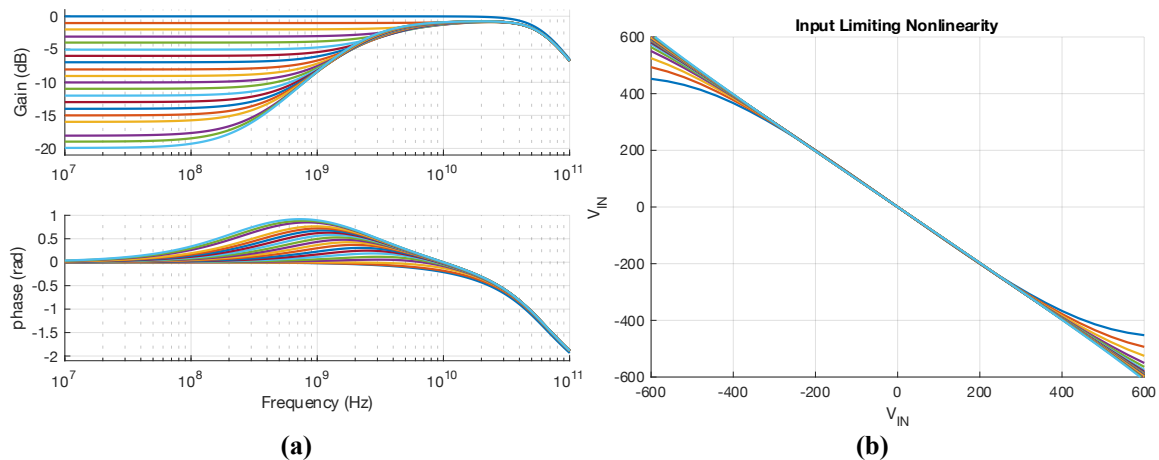 0
-5
-10
-15
-20
Gain (dB)
10^7 10^8 10^9 10^10 10^11
1
0.5
0
-0.5
-1
-1.5
-2
phase (rad)
10^7 10^8 10^9 10^10 10^11
Frequency (Hz)
(a)
Input Limiting Nonlinearity
600
400
200
0
-200
-400
-600
V_IN
-600 -400 -200 0 200 400 600
V_IN
(b)